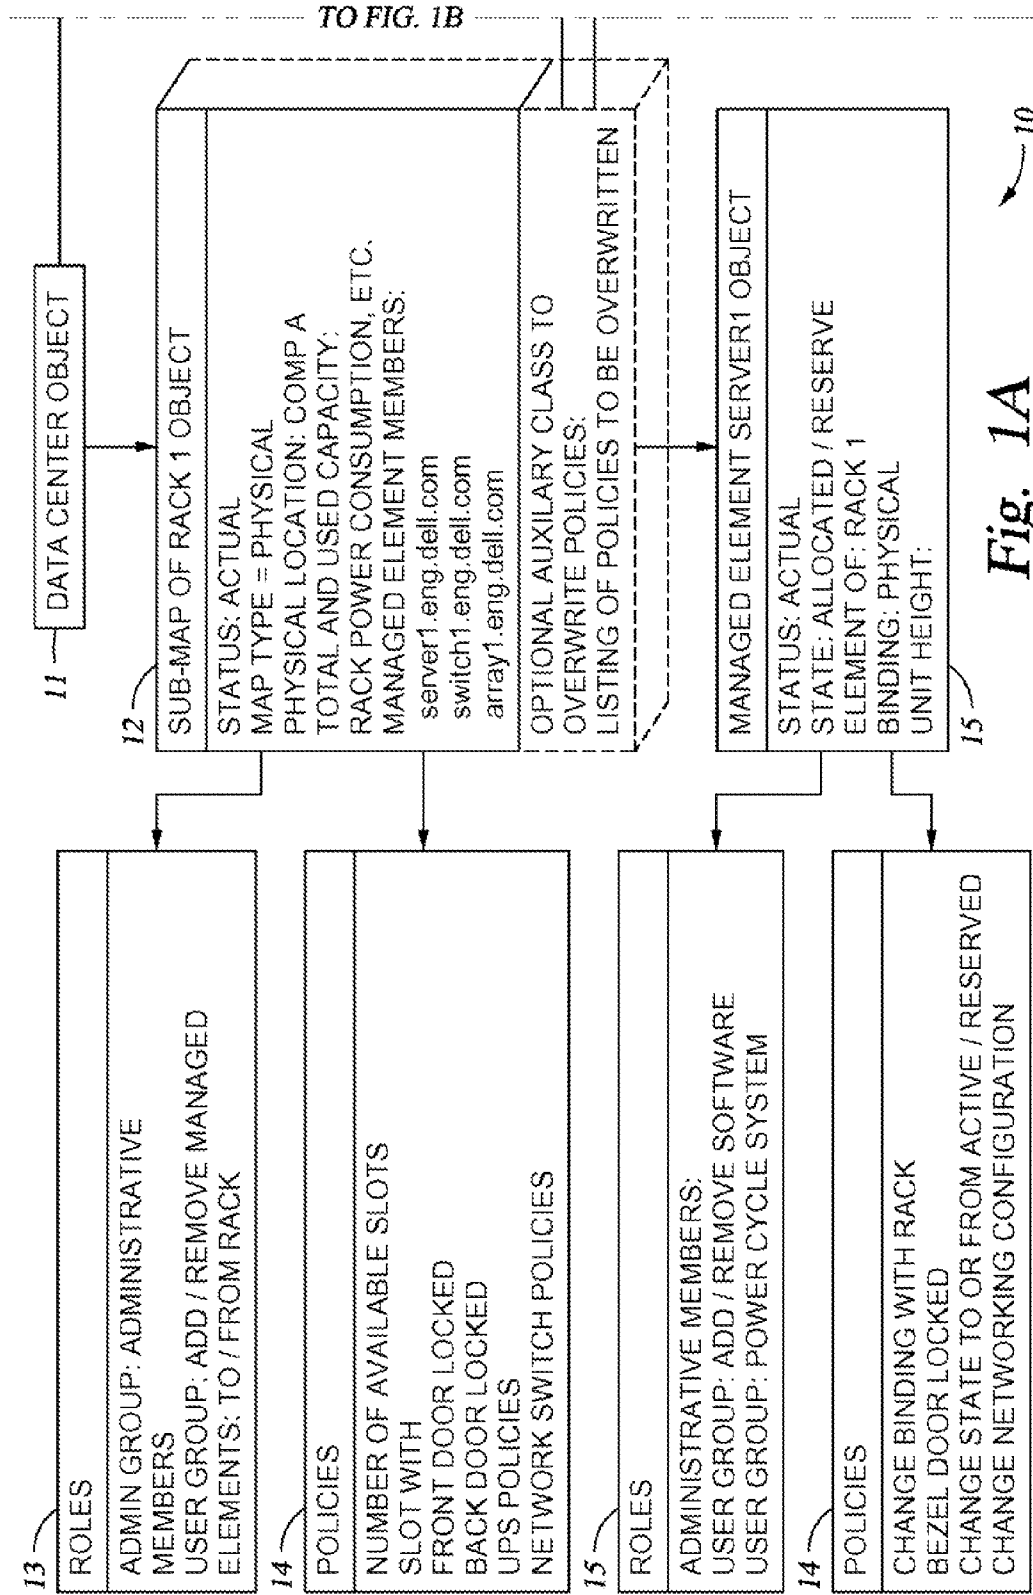 TO FIG. 1B
11
DATA CENTER OBJECT
12
SUB-MAP OF RACK 1 OBJECT
STATUS: ACTUAL
MAP TYPE = PHYSICAL
PHYSICAL LOCATION: COMP A
TOTAL AND USED CAPACITY:
RACK POWER CONSUMPTION, ETC.
MANAGED ELEMENT MEMBERS:
server1.eng.dell.com
switch1.eng.dell.com
array1.eng.dell.com
OPTIONAL AUXILARY CLASS TO
OVERWRITE POLICIES:
LISTING OF POLICIES TO BE OVERWRITTEN
MANAGED ELEMENT SERVER1 OBJECT
STATUS: ACTUAL
STATE: ALLOCATED / RESERVE
ELEMENT OF: RACK 1
BINDING: PHYSICAL
UNIT HEIGHT:
15
13
ROLES
ADMIN GROUP: ADMINISTRATIVE
MEMBERS
USER GROUP: ADD / REMOVE MANAGED
ELEMENTS: TO / FROM RACK
14
POLICIES
NUMBER OF AVAILABLE SLOTS
SLOT WITH
FRONT DOOR LOCKED
BACK DOOR LOCKED
UPS POLICIES
NETWORK SWITCH POLICIES
15
ROLES
ADMINISTRATIVE MEMBERS:
USER GROUP: ADD / REMOVE SOFTWARE
USER GROUP: POWER CYCLE SYSTEM
14
POLICIES
CHANGE BINDING WITH RACK
BEZEL DOOR LOCKED
CHANGE STATE TO OR FROM ACTIVE / RESERVED
CHANGE NETWORKING CONFIGURATION
10
Fig. 1A